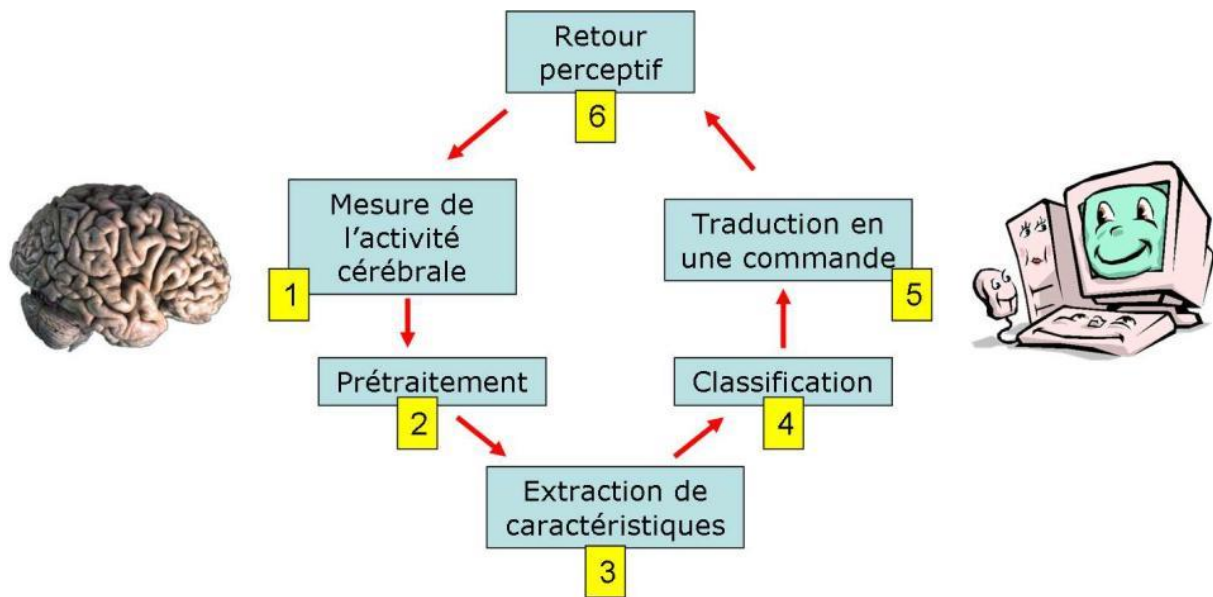 Retour
perceptif
6
Mesure de
l'activité
cérébrale
1
Traduction en
une commande
5
Prétraitement
2
Classification
4
Extraction de
caractéristiques
3